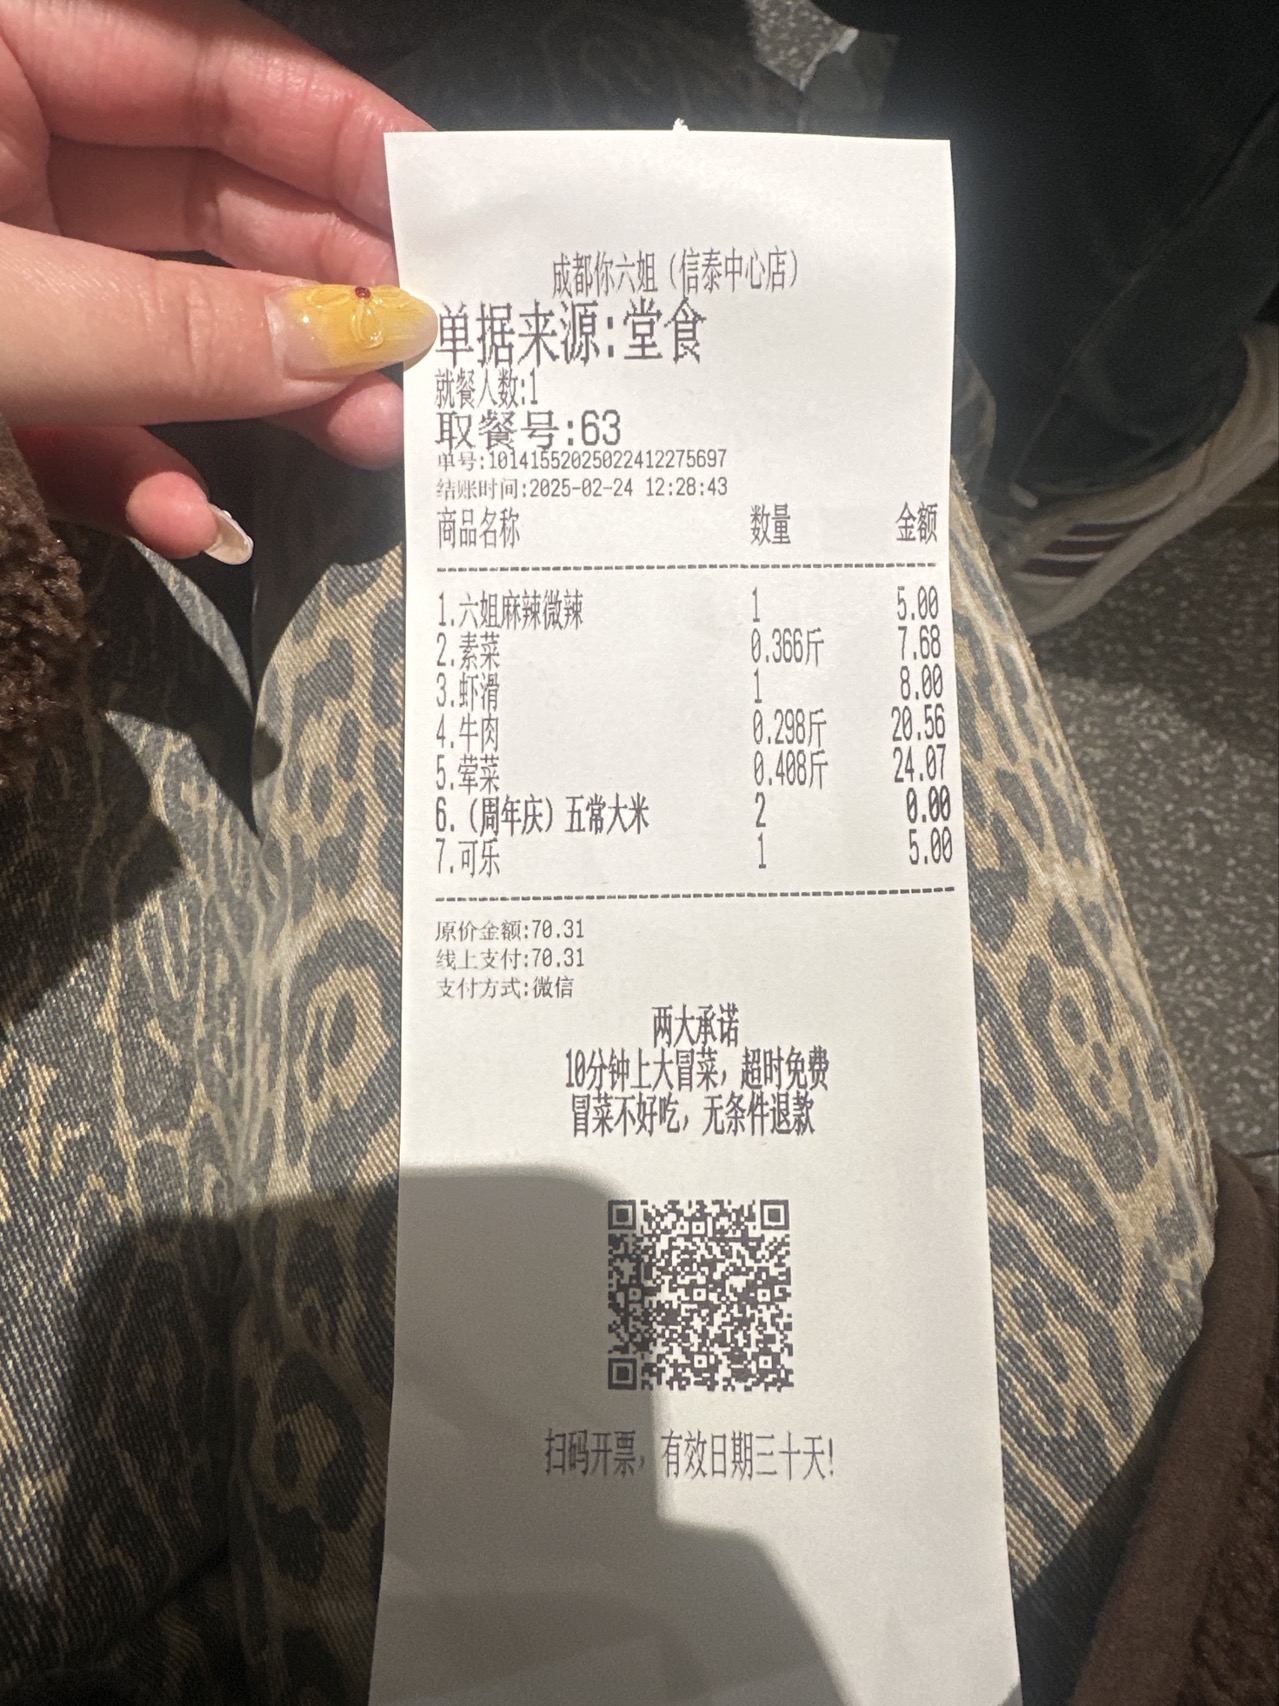 成都你六姐（信泰中心店）
单据来源:堂食
就餐人数:1
取餐号:63
单号:10141552025022412275697
结账时间:2025-02-24 12:28:43
商品名称 数量 金额
1.六姐麻辣微辣 1 5.00
2.素菜 0.366斤 7.68
3.虾滑 1 8.00
4.牛肉 0.298斤 20.56
5.荤菜 0.408斤 24.07
6.（周年庆）五常大米 2 0.00
7.可乐 1 5.00
原价金额:70.31
线上支付:70.31
支付方式:微信
两大承诺
10分钟上大冒菜，超时免费
冒菜不好吃，无条件退款
扫码开票，有效日期三十天!